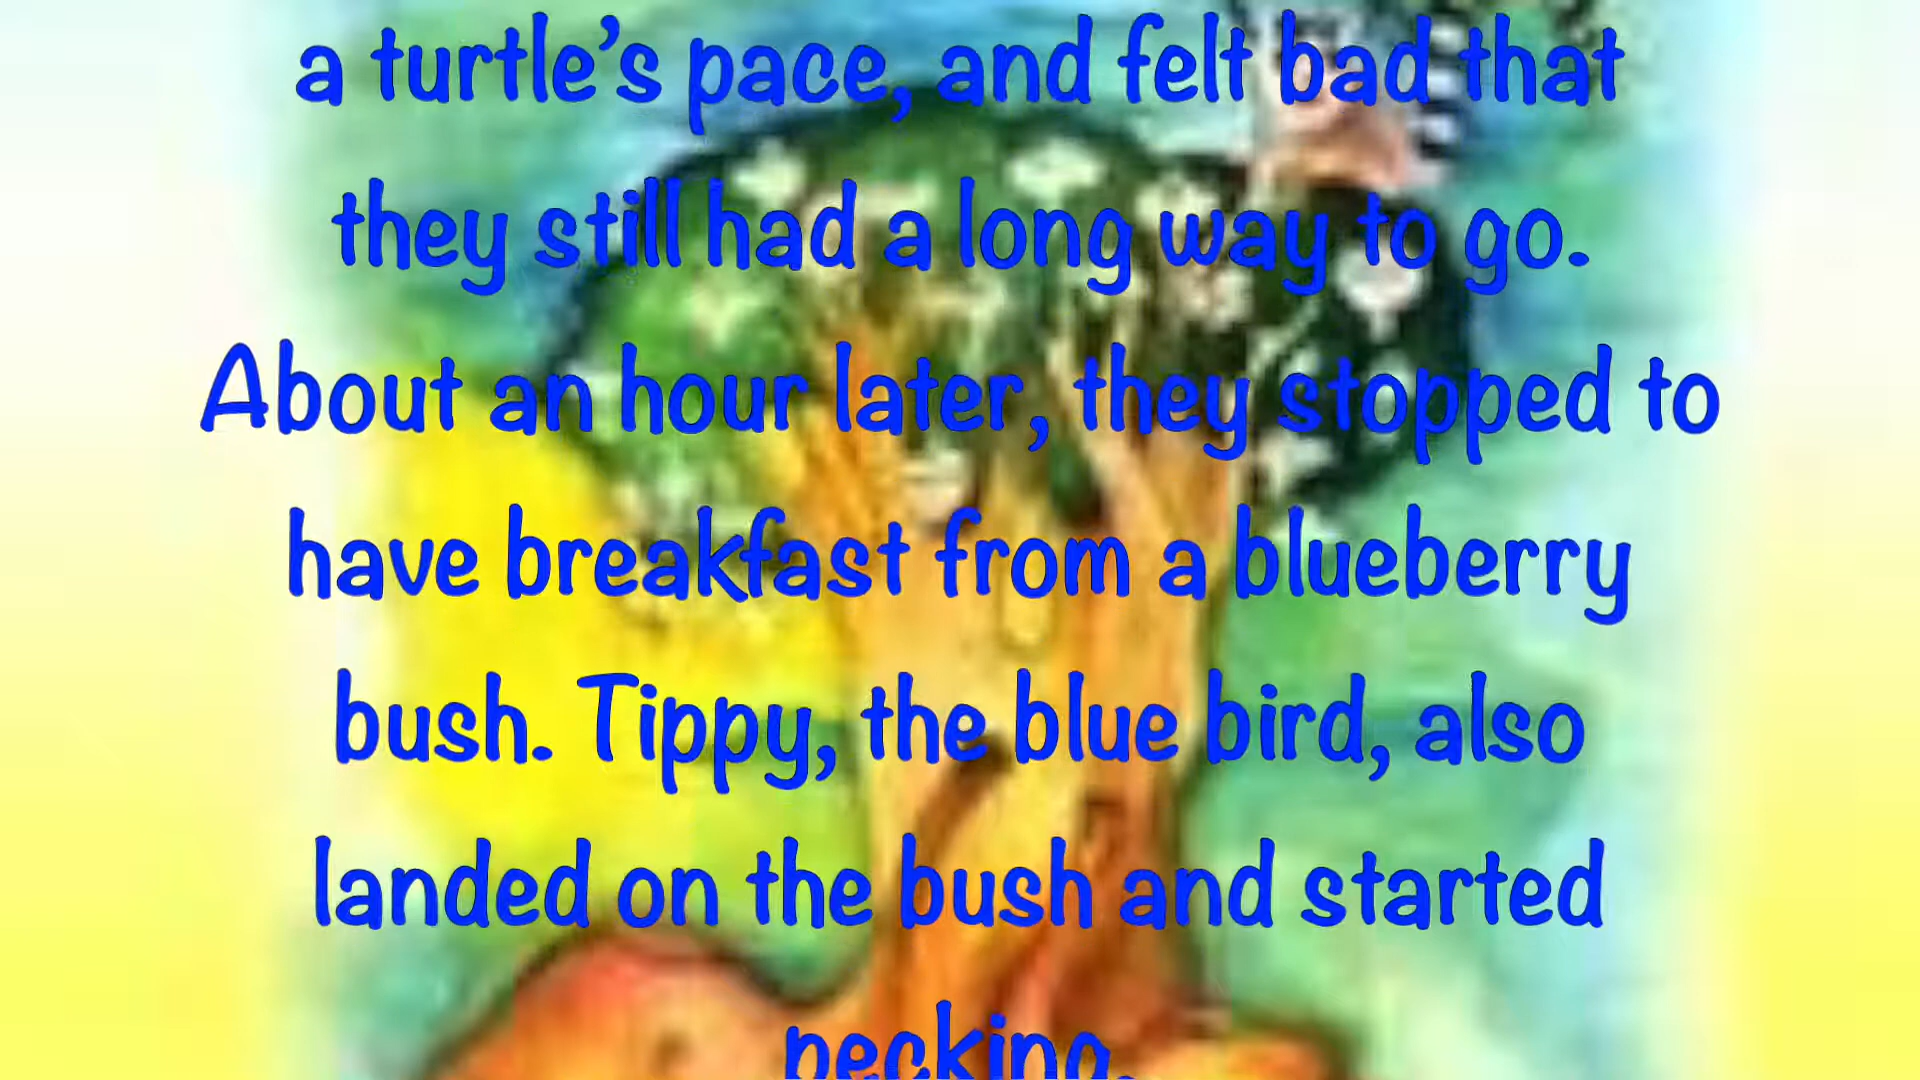 a turtle’s pace, and felt bad that
they still had a long way to go.
About an hour later, they stopped to
have breakfast from a blueberry
bush. Tippy, the blue bird, also
landed on the bush and started
pecking.